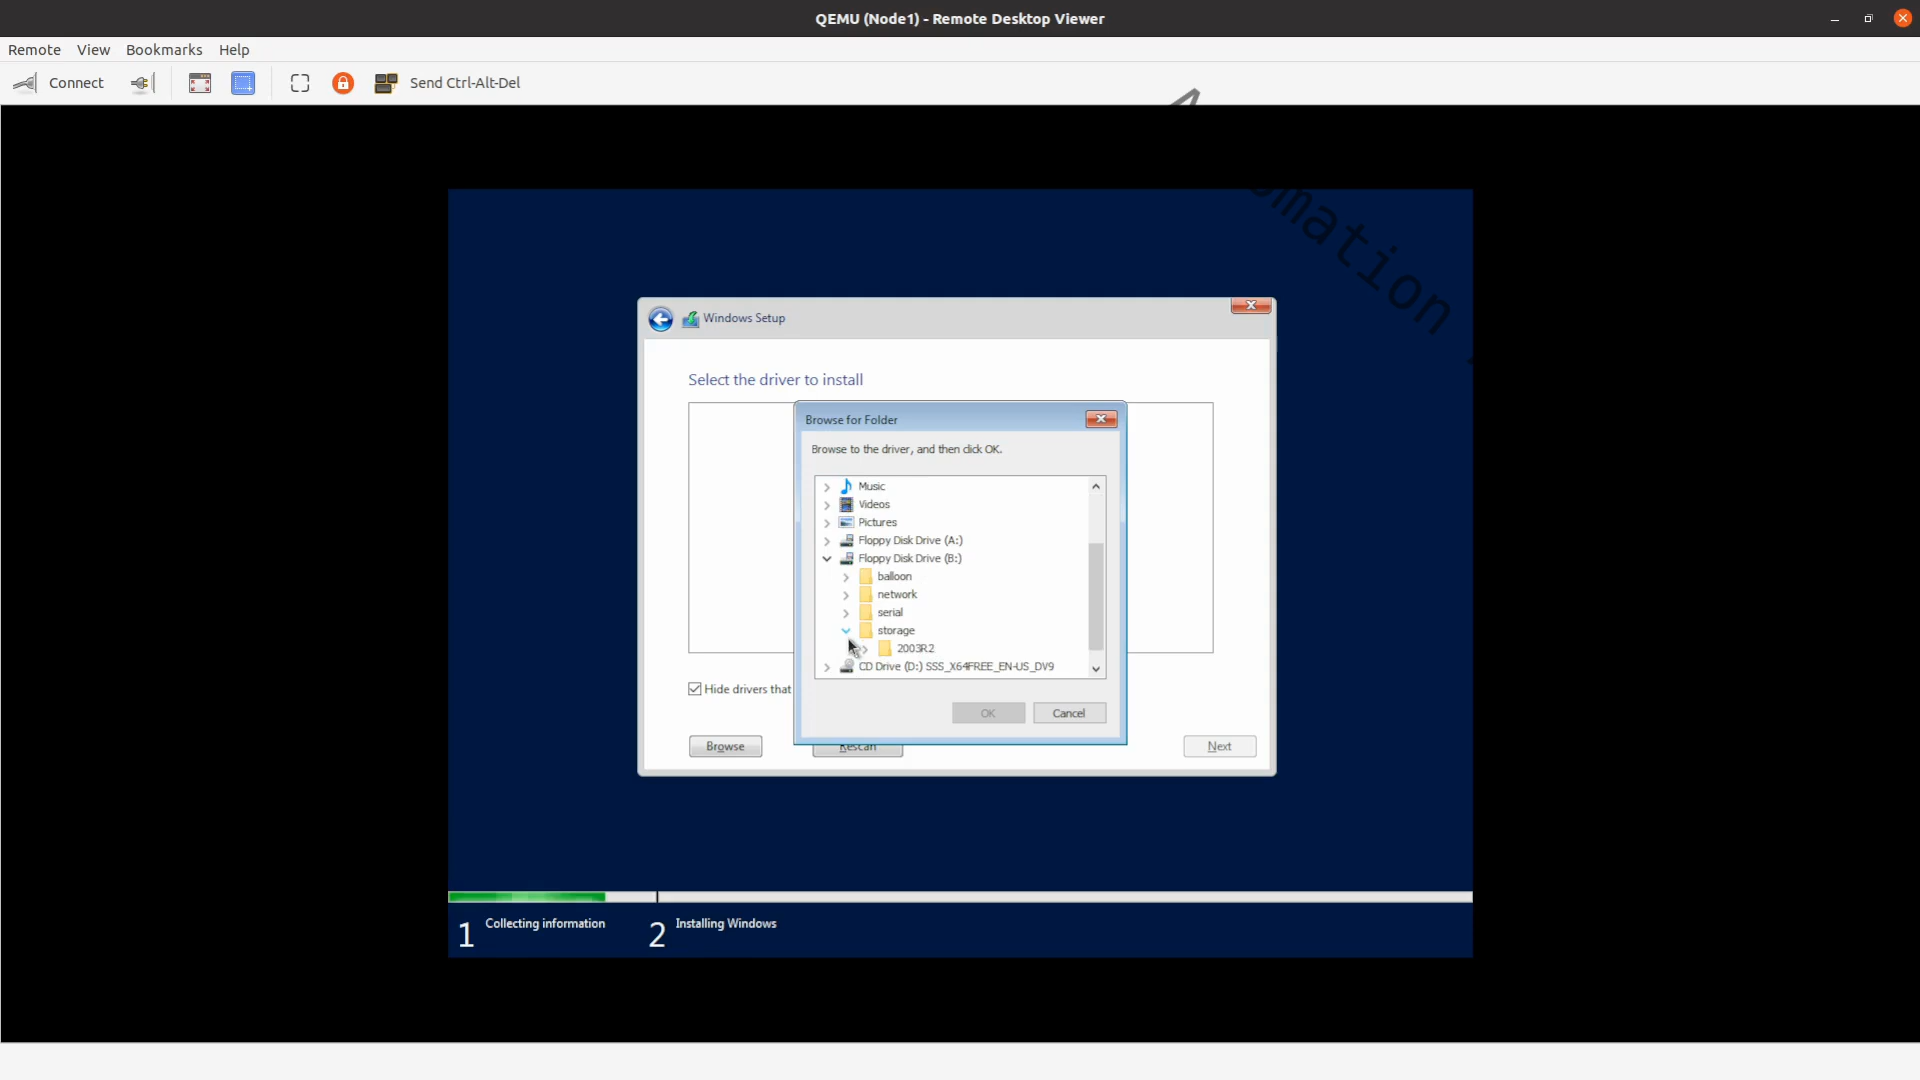 QEMU (Node1) - Remote Desktop Viewer
Remote View Bookmarks Help
Connect Send Ctrl-Alt-Del
Windows Setup
Select the driver to install
Browse for Folder
Browse to the driver, and then click OK.
Music
Videos
Pictures
Floppy Disk Drive (A:)
Floppy Disk Drive (B:)
balloon
network
serial
storage
2003R2
CD Drive (D:) SSS_X64FREE_EN-US_DV9
Hide drivers that
OK Cancel
Browse Rescan Next
1 Collecting information 2 Installing Windows